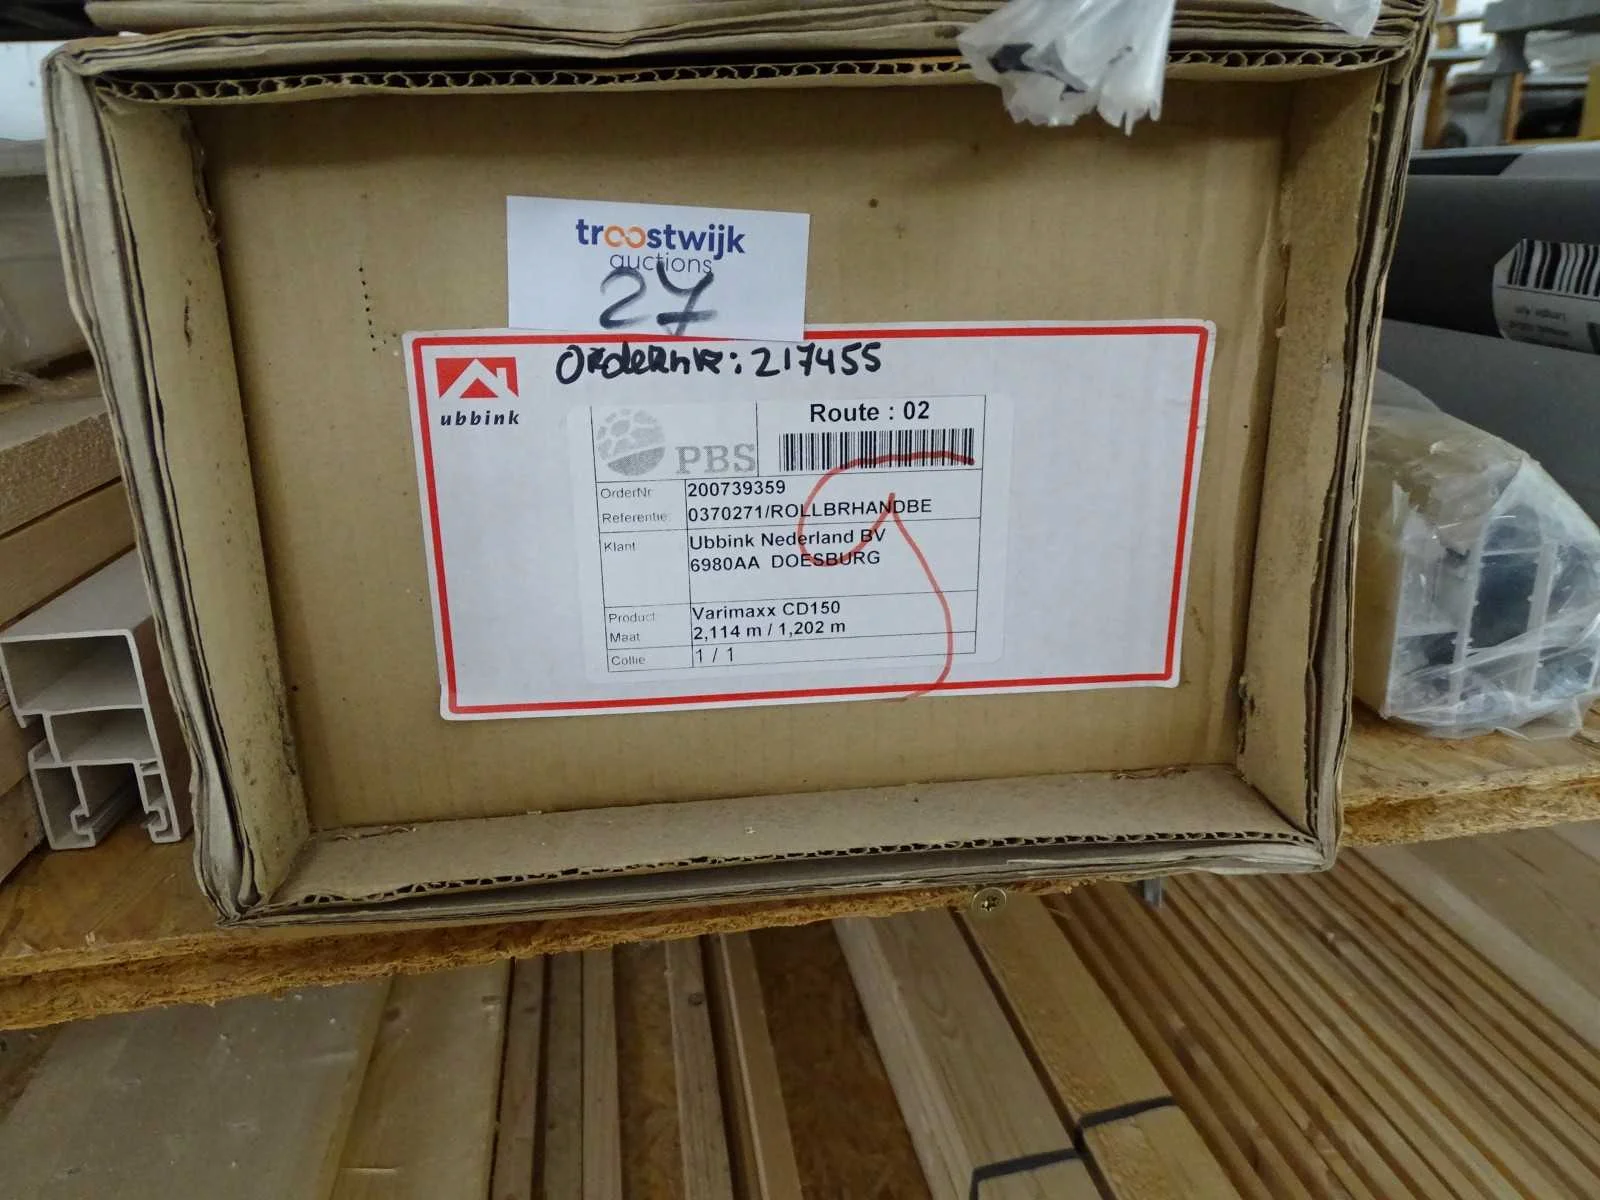 troostwijk
auctions
27
Ordernr: 217455
ubbink
PBS
Route : 02
OrderNr 200739359
Referentie: 0370271/ROLLBRHANDBE
Klant Ubbink Nederland BV
6980AA DOESBURG
Product Varimaxx CD150
Maat 2,114 m / 1,202 m
Collie 1 / 1